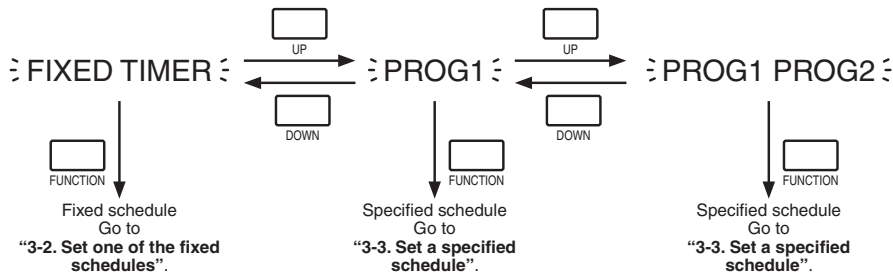 UP
UP
FIXED TIMER
PROG1
PROG1 PROG2
DOWN
DOWN
FUNCTION
FUNCTION
FUNCTION
Fixed schedule
Go to
“3-2. Set one of the fixed
schedules”.
Specified schedule
Go to
“3-3. Set a specified
schedule”.
Specified schedule
Go to
“3-3. Set a specified
schedule”.